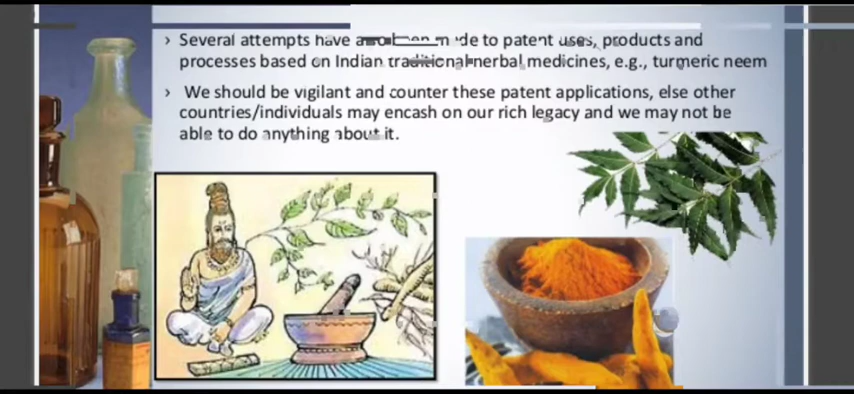 › Several attempts have also been made to patent uses, products and
processes based on Indian traditional herbal medicines, e.g., turmeric neem
› We should be vigilant and counter these patent applications, else other
countries/individuals may encash on our rich legacy and we may not be
able to do anything about it.